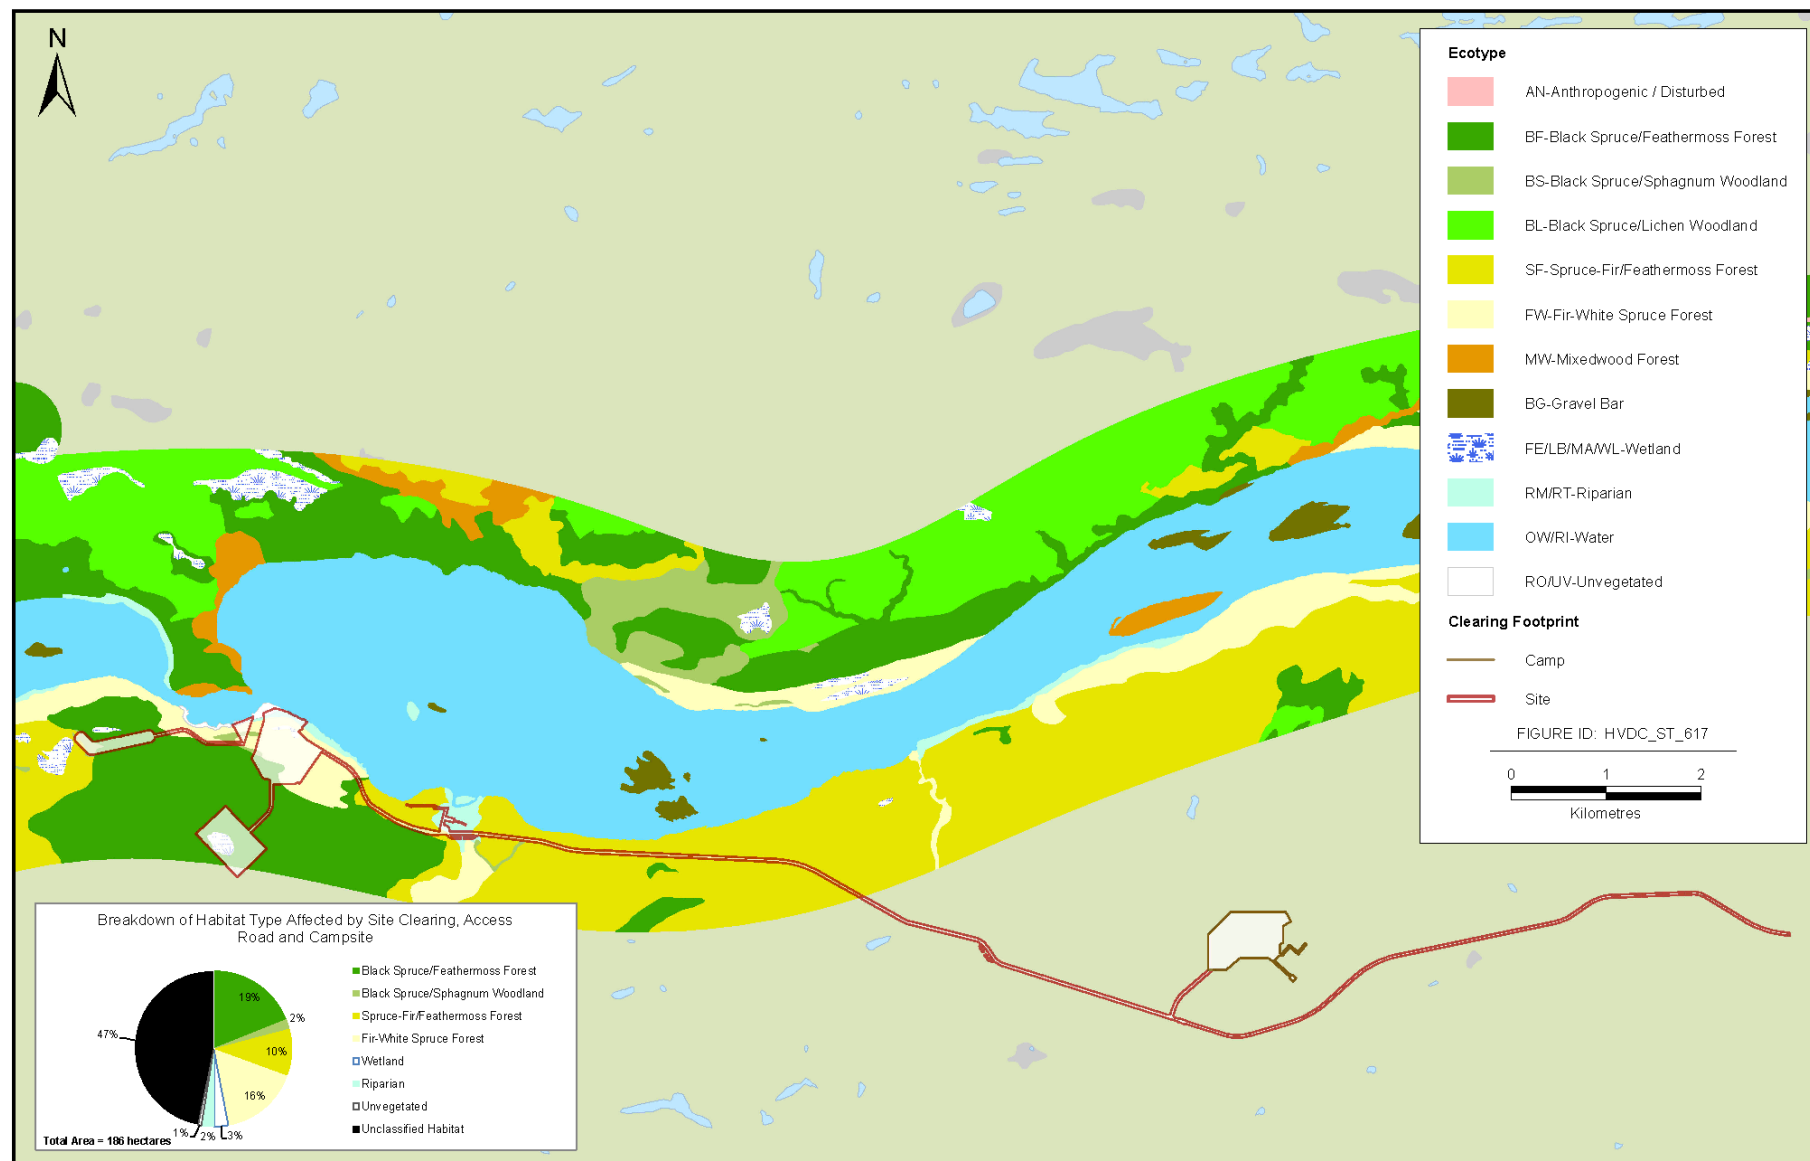 N
Ecotype
AN-Anthropogenic / Disturbed
BF-Black Spruce/Feathermoss Forest
BS-Black Spruce/Sphagnum Woodland
BL-Black Spruce/Lichen Woodland
SF-Spruce-Fir/Feathermoss Forest
FW-Fir-White Spruce Forest
MW-Mixedwood Forest
BG-Gravel Bar
FE/LB/MA/WL-Wetland
RM/RT-Riparian
OW/RI-Water
RO/UV-Unvegetated
Clearing Footprint
Camp
Site
FIGURE ID: HVDC_ST_617
0 1 2
Kilometres
Breakdown of Habitat Type Affected by Site Clearing, Access
Road and Campsite
Black Spruce/Feathermoss Forest
Black Spruce/Sphagnum Woodland
Spruce-Fir/Feathermoss Forest
Fir-White Spruce Forest
Wetland
Riparian
Unvegetated
Unclassified Habitat
19%
2%
10%
16%
3%
2%
1%
47%
Total Area = 186 hectares